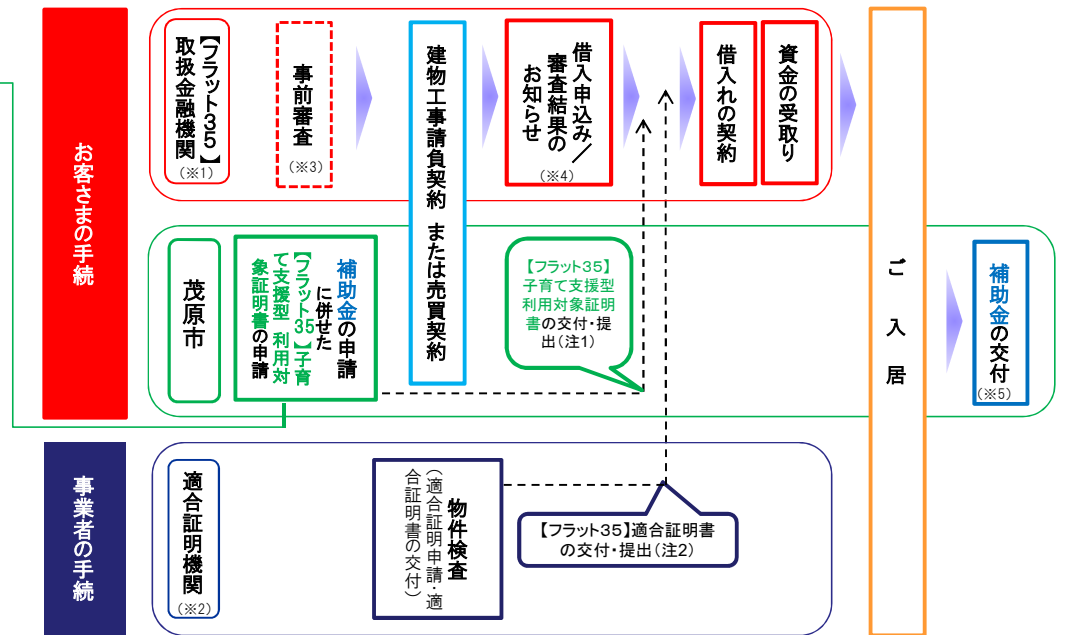 お客さまの手続
【フラット35】
取扱金融機関
(※1)
事前審査
(※3)
建物工事請負契約 または売買契約
借入申込み／
審査結果の
お知らせ
(※4)
借入れの契約
資金の受取り
ご入居
茂原市
補助金の申請
に併せた
【フラット35】子育
て支援型 利用対
象証明書の申請
【フラット35】
子育て支援型
利用対象証明
書の交付・提
出(注1)
補助金の交付
(※5)
事業者の手続
適合証明機関
(※2)
物件検査
(適合証明申請・適
合証明書の交付)
【フラット35】適合証明書
の交付・提出(注2)